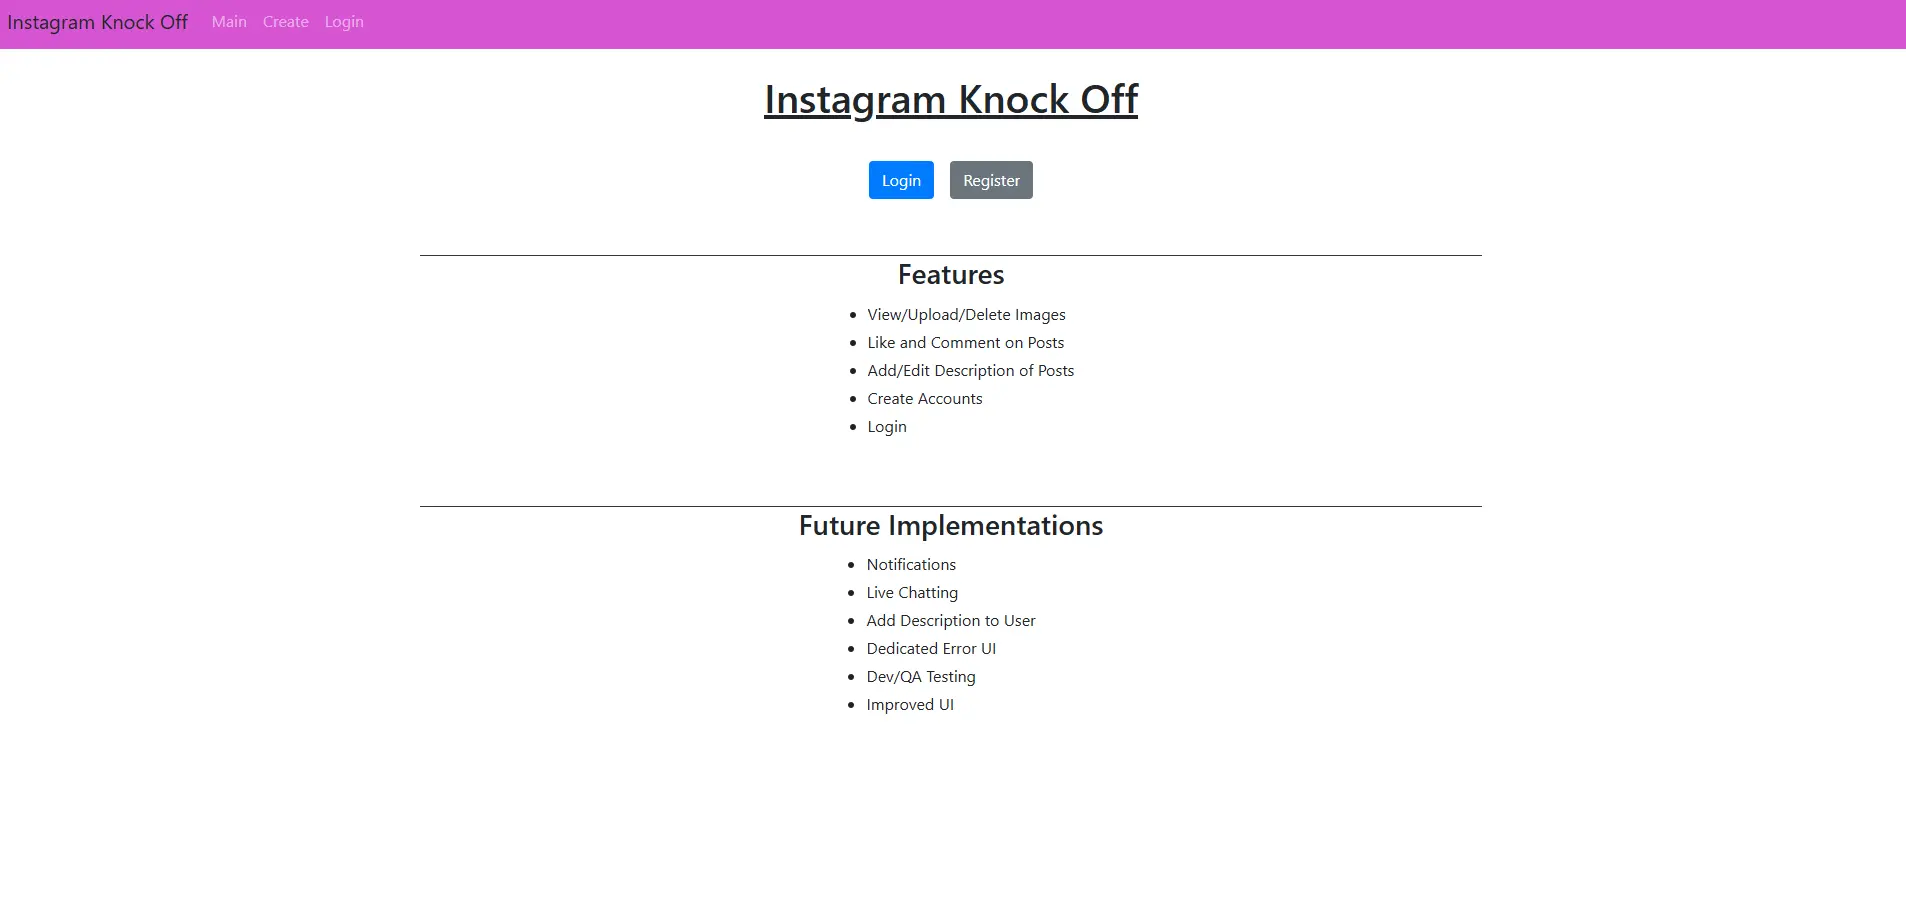 Instagram Knock Off Main Create Login
Instagram Knock Off
Login Register
Features
View/Upload/Delete Images
Like and Comment on Posts
Add/Edit Description of Posts
Create Accounts
Login
Future Implementations
Notifications
Live Chatting
Add Description to User
Dedicated Error UI
Dev/QA Testing
Improved UI